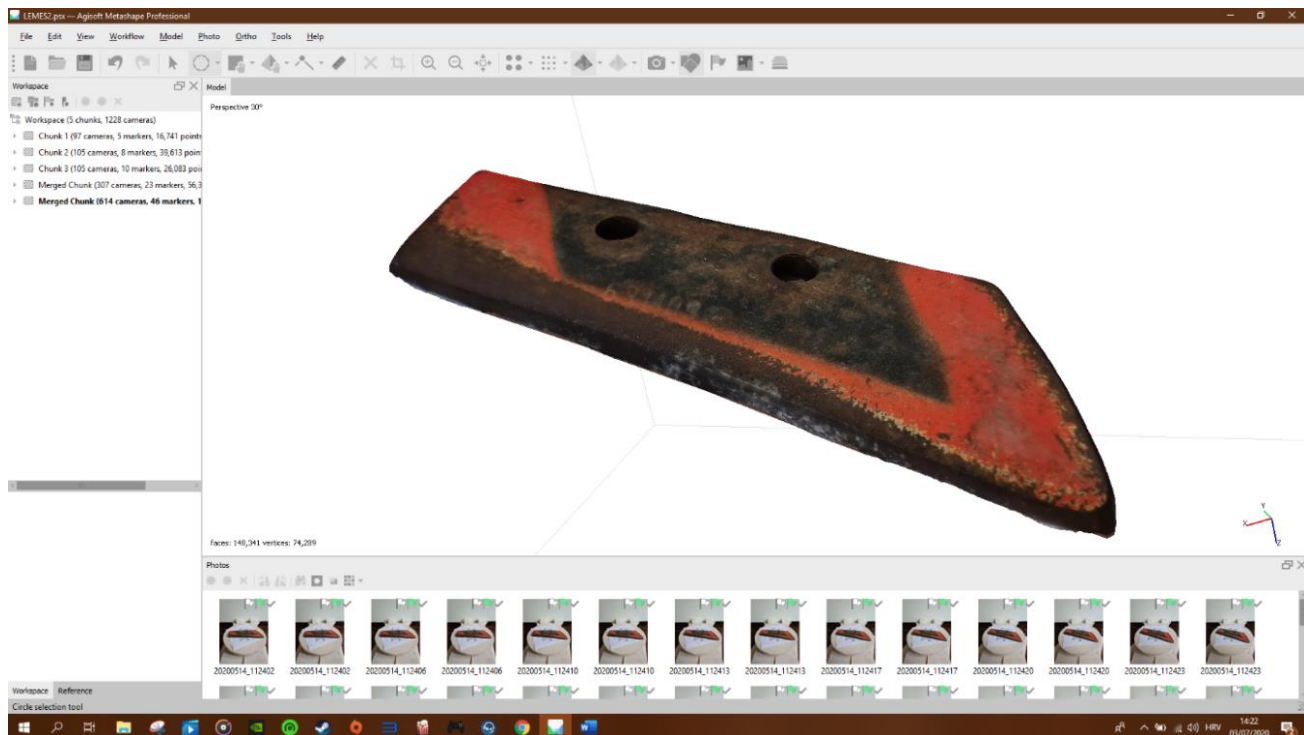 LEMES2.psx — Agisoft Metashape Professional
File Edit View Workflow Model Photo Ortho Tools Help
Workspace
Model
Perspective 30°
Workspace (5 chunks, 1228 cameras)
Chunk 1 (97 cameras, 5 markers, 16,741 points
Chunk 2 (105 cameras, 8 markers, 39,613 poin
Chunk 3 (105 cameras, 10 markers, 26,083 poi
Merged Chunk (307 cameras, 23 markers, 56,3
Merged Chunk (614 cameras, 46 markers, 1
X Y Z
faces: 148,341 vertices: 74,289
Photos
20200514_112402 20200514_112402 20200514_112406 20200514_112406 20200514_112410 20200514_112410 20200514_112413 20200514_112413 20200514_112417 20200514_112417 20200514_112420 20200514_112420 20200514_112423 20200514_112423
Workspace Reference
Circle selection tool
HRV
14:22
03/07/2020